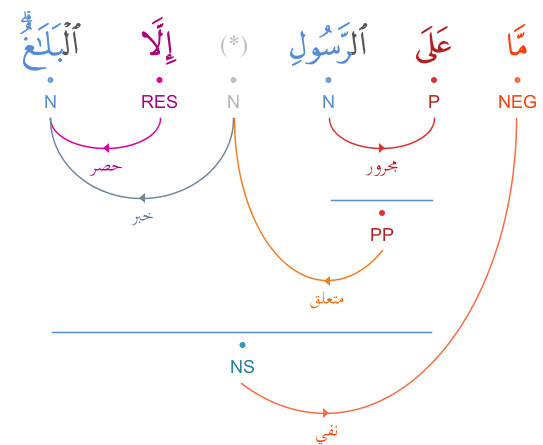 مَّا عَلَى ٱلرَّسُولِ (*) إِلَّا ٱلْبَلَـٰغُ ۗ
NEG P N N RES N
مجرور
حصر
خبر
PP
متعلق
NS
نفي